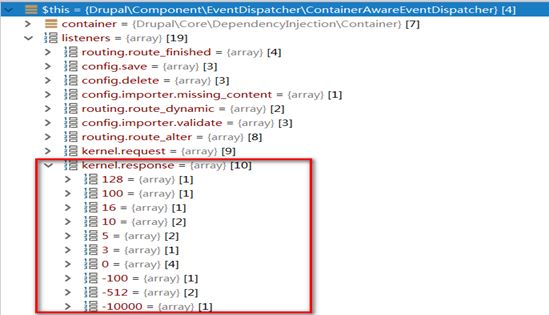 $this = {Drupal\Component\EventDispatcher\ContainerAwareEventDispatcher} [4]
container = {Drupal\Core\DependencyInjection\Container} [7]
listeners = {array} [19]
routing.route_finished = {array} [4]
config.save = {array} [3]
config.delete = {array} [3]
config.importer.missing_content = {array} [1]
routing.route_dynamic = {array} [2]
config.importer.validate = {array} [3]
routing.route_alter = {array} [8]
kernel.request = {array} [9]
kernel.response = {array} [10]
128 = {array} [1]
100 = {array} [1]
16 = {array} [1]
10 = {array} [2]
5 = {array} [2]
3 = {array} [1]
0 = {array} [4]
-100 = {array} [1]
-512 = {array} [2]
-10000 = {array} [1]